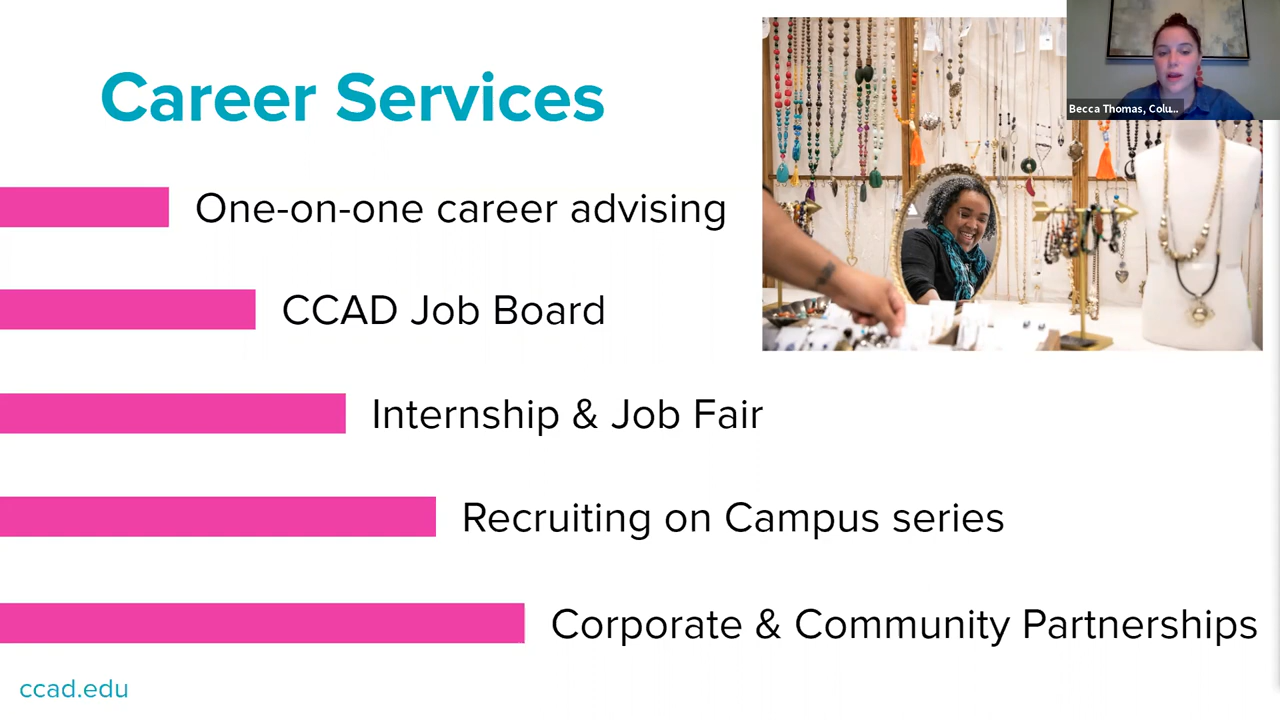 Career Services
Becca Thomas, Colu...
One-on-one career advising
CCAD Job Board
Internship & Job Fair
Recruiting on Campus series
Corporate & Community Partnerships
ccad.edu